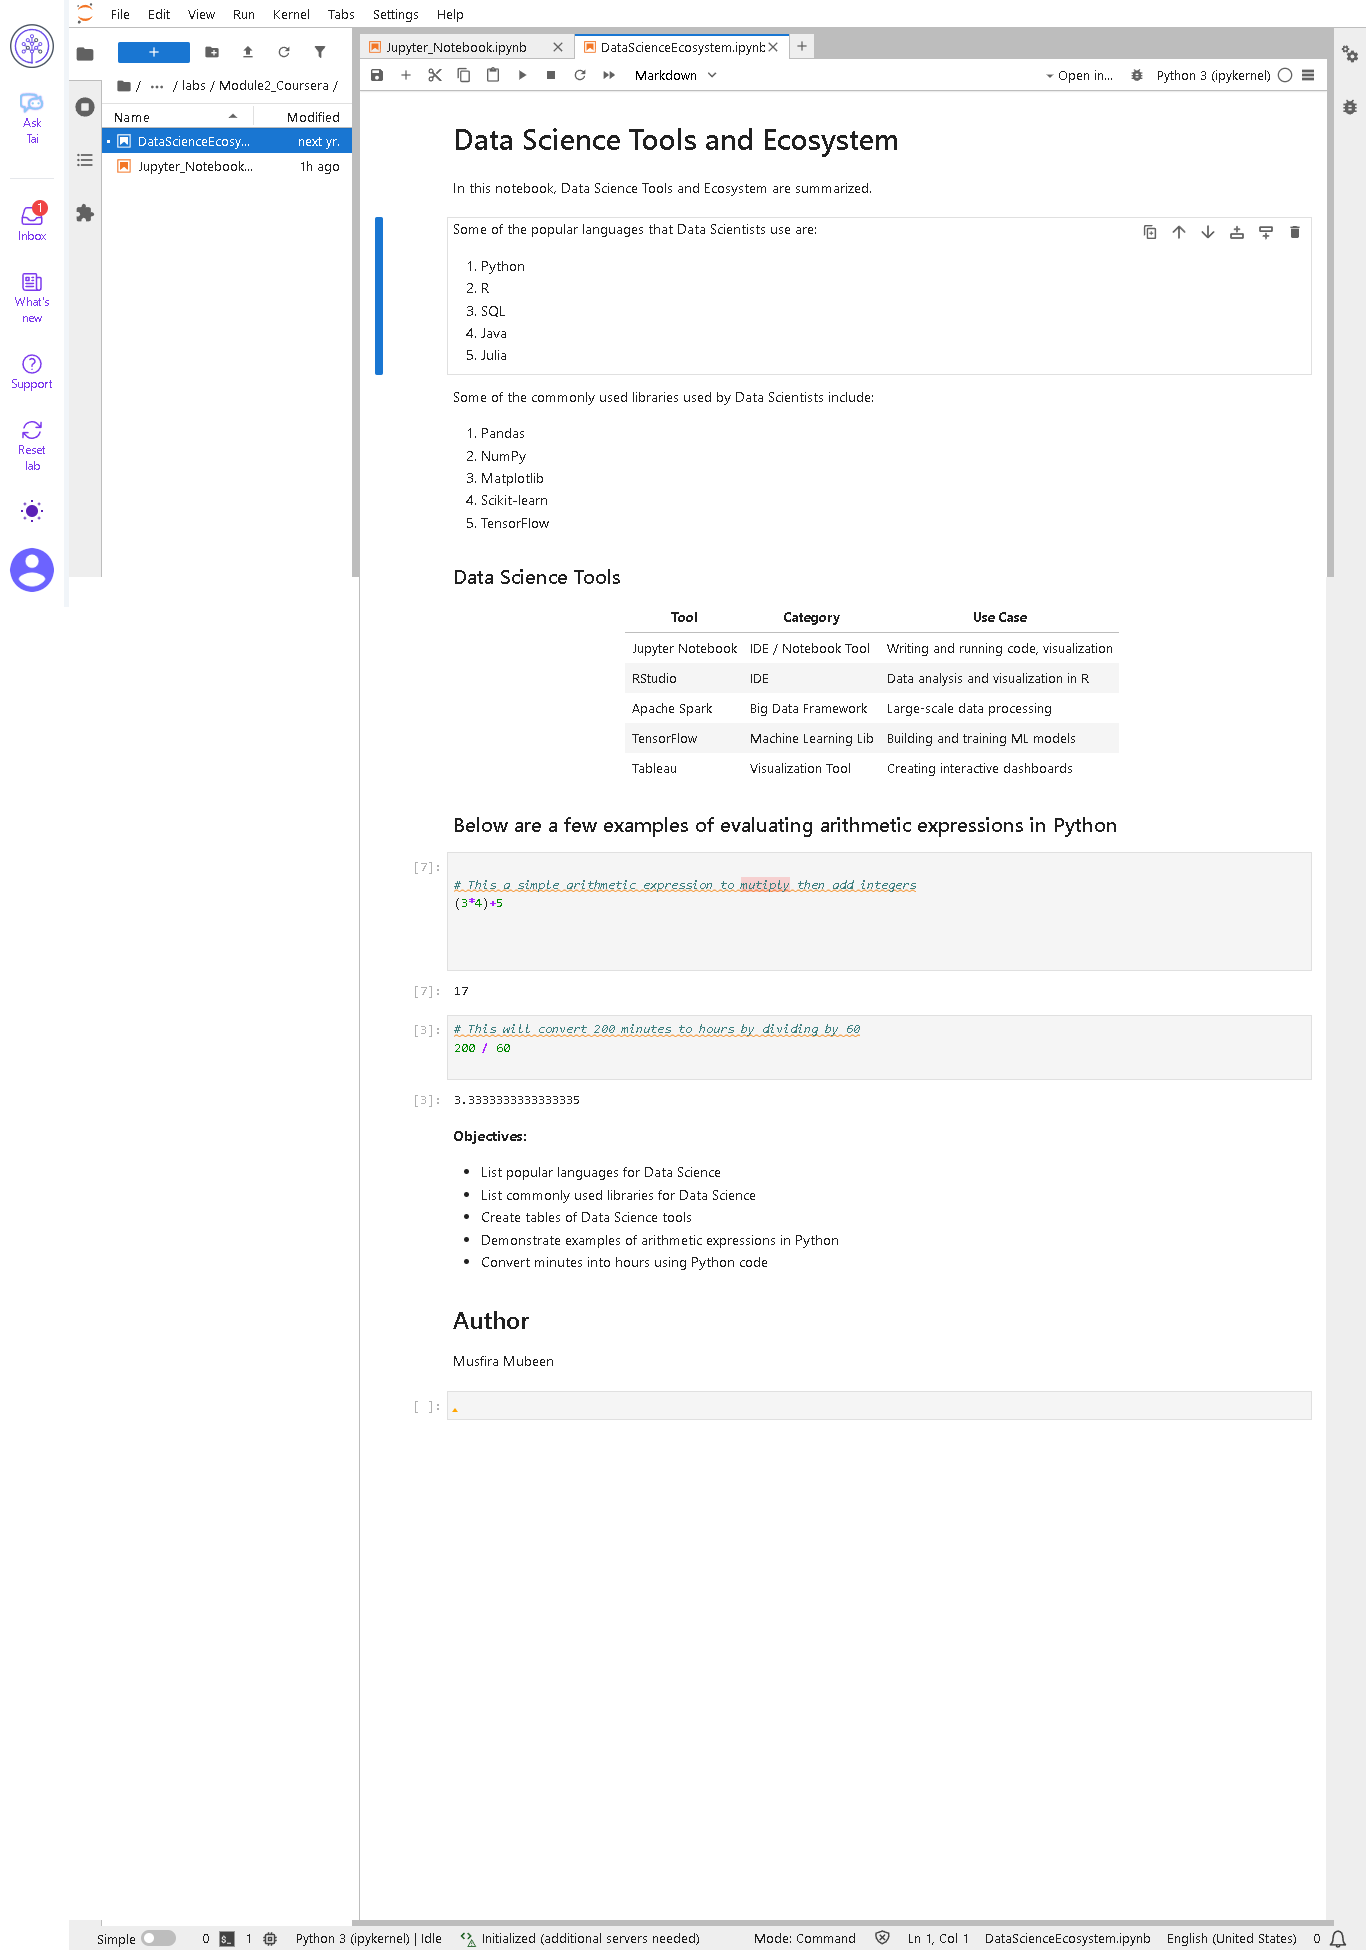 File Edit View Run Kernel Tabs Settings Help
Ask
Tai
1
Inbox
What's
new
Support
Reset
lab
+
/ ... / labs / Module2_Coursera /
Name Modified
DataScienceEcosy... next yr.
Jupyter_Notebook... 1h ago
Jupyter_Notebook.ipynb
DataScienceEcosystem.ipynb
Markdown
Open in...
Python 3 (ipykernel)
Data Science Tools and Ecosystem
In this notebook, Data Science Tools and Ecosystem are summarized.
Some of the popular languages that Data Scientists use are:
1. Python
2. R
3. SQL
4. Java
5. Julia
Some of the commonly used libraries used by Data Scientists include:
1. Pandas
2. NumPy
3. Matplotlib
4. Scikit-learn
5. TensorFlow
Data Science Tools
Tool Category Use Case
Jupyter Notebook IDE / Notebook Tool Writing and running code, visualization
RStudio IDE Data analysis and visualization in R
Apache Spark Big Data Framework Large-scale data processing
TensorFlow Machine Learning Lib Building and training ML models
Tableau Visualization Tool Creating interactive dashboards
Below are a few examples of evaluating arithmetic expressions in Python
[7]:
# This a simple arithmetic expression to mutiply then add integers
(3*4)+5
[7]: 17
[3]: # This will convert 200 minutes to hours by dividing by 60
200 / 60
[3]: 3.3333333333333335
Objectives:
• List popular languages for Data Science
• List commonly used libraries for Data Science
• Create tables of Data Science tools
• Demonstrate examples of arithmetic expressions in Python
• Convert minutes into hours using Python code
Author
Musfira Mubeen
[ ]:
Simple 0 1 Python 3 (ipykernel) | Idle Initialized (additional servers needed) Mode: Command Ln 1, Col 1 DataScienceEcosystem.ipynb English (United States) 0